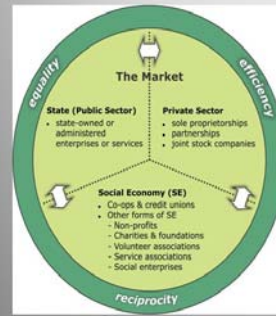 equality
efficiency
The Market
State (Public Sector)
• state-owned or
administered
enterprises or services
Private Sector
• sole proprietorships
• partnerships
• joint stock companies
Social Economy (SE)
• Co-ops & credit unions
• Other forms of SE
- Non-profits
- Charities & foundations
- Volunteer associations
- Service associations
- Social enterprises
reciprocity